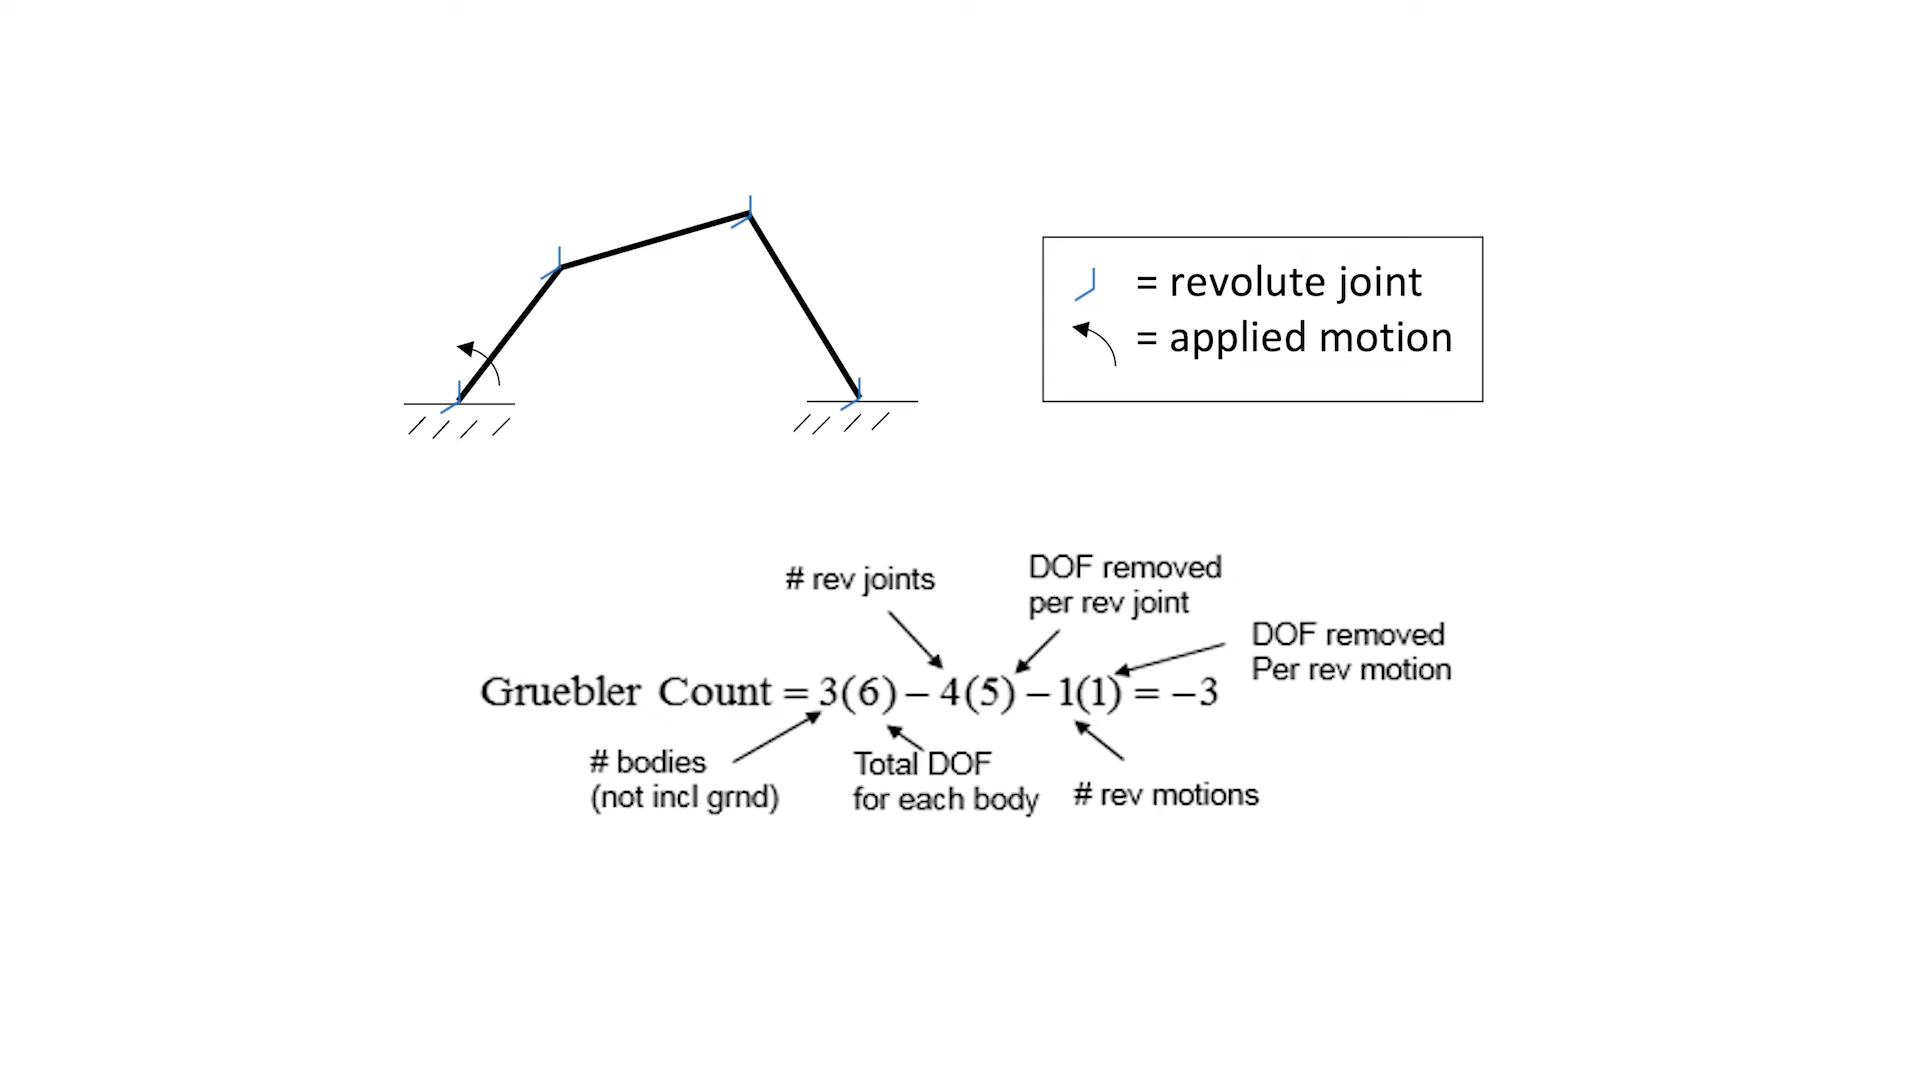 = revolute joint
= applied motion
# rev joints
DOF removed
per rev joint
DOF removed
Per rev motion
Gruebler Count = 3(6) – 4(5) – 1(1) = –3
# bodies
(not incl grnd)
Total DOF
for each body
# rev motions